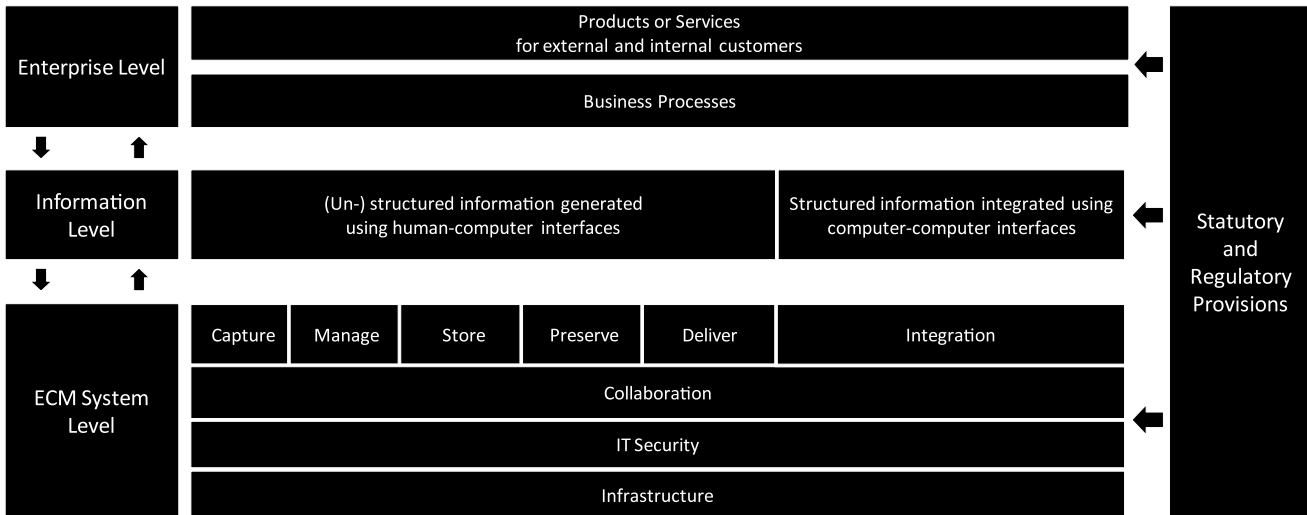 Enterprise Level
Products or Services
for external and internal customers
Business Processes
Information
Level
(Un-) structured information generated
using human-computer interfaces
Structured information integrated using
computer-computer interfaces
ECM System
Level
Capture
Manage
Store
Preserve
Deliver
Integration
Collaboration
IT Security
Infrastructure
Statutory
and
Regulatory
Provisions